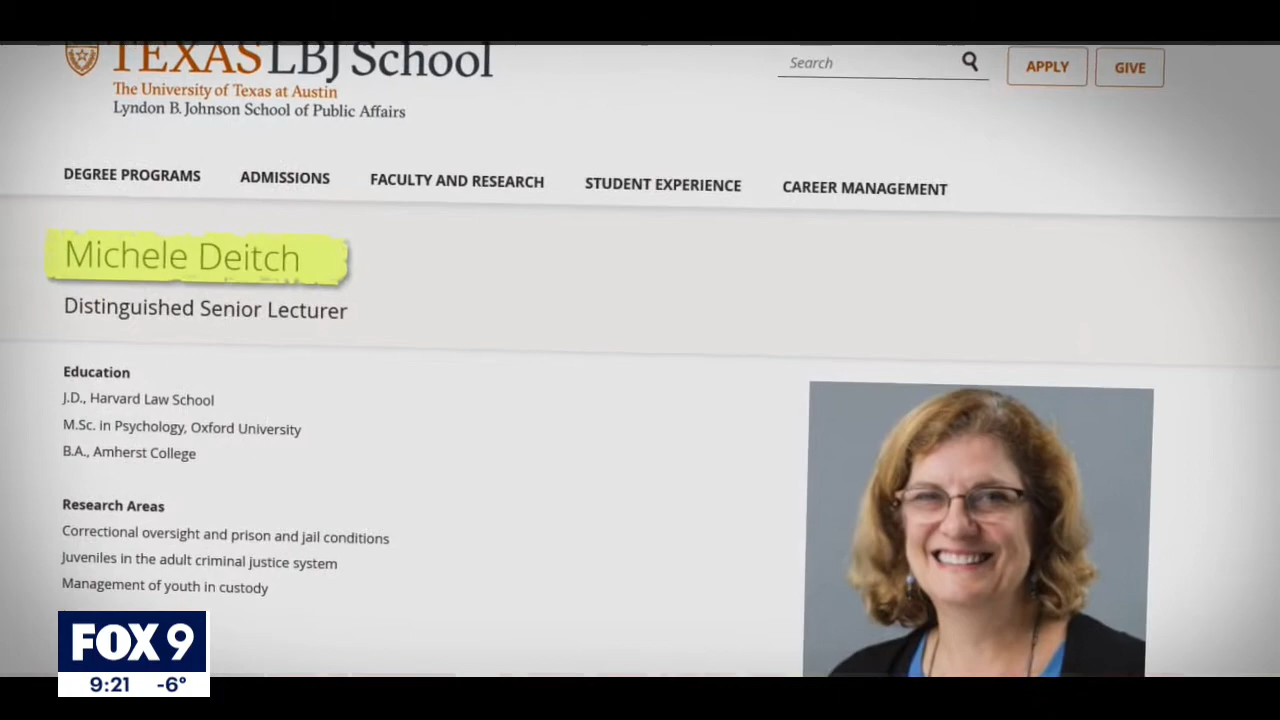 TEXAS LBJ School
The University of Texas at Austin
Lyndon B. Johnson School of Public Affairs
Search
APPLY
GIVE
DEGREE PROGRAMS
ADMISSIONS
FACULTY AND RESEARCH
STUDENT EXPERIENCE
CAREER MANAGEMENT
Michele Deitch
Distinguished Senior Lecturer
Education
J.D., Harvard Law School
M.Sc. in Psychology, Oxford University
B.A., Amherst College
Research Areas
Correctional oversight and prison and jail conditions
Juveniles in the adult criminal justice system
Management of youth in custody
FOX 9
9:21 -6°